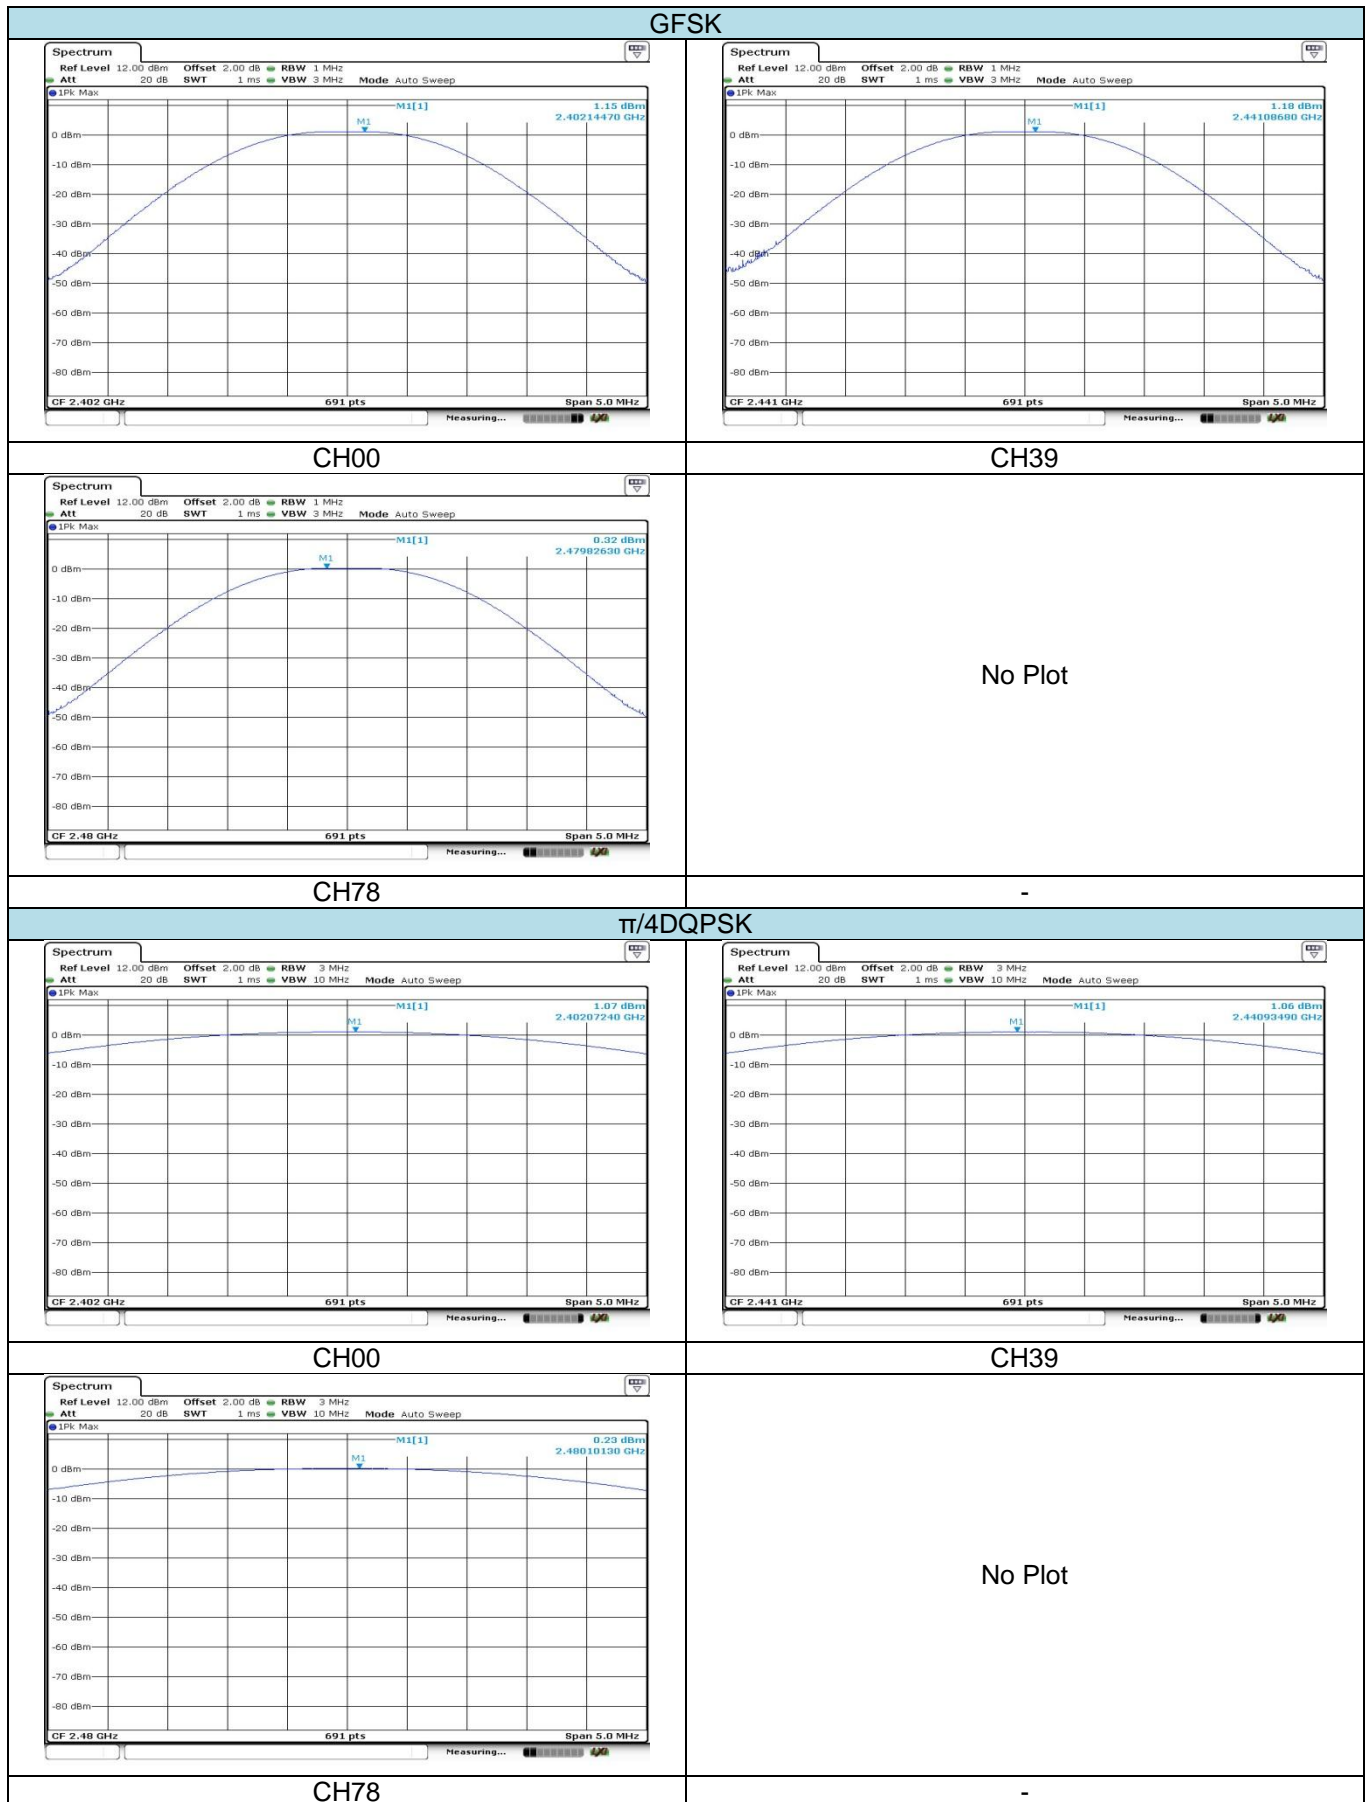 GFSK
Spectrum
Ref Level 12.00 dBm Offset 2.00 dB RBW 1 MHz
Att 20 dB SWT 1 ms VBW 3 MHz Mode Auto Sweep
1Pk Max
M1[1] 1.15 dBm
2.40214470 GHz
M1
0 dBm
-10 dBm
-20 dBm
-30 dBm
-40 dBm
-50 dBm
-60 dBm
-70 dBm
-80 dBm
CF 2.402 GHz 691 pts Span 5.0 MHz
Measuring...
CH00
Spectrum
Ref Level 12.00 dBm Offset 2.00 dB RBW 1 MHz
Att 20 dB SWT 1 ms VBW 3 MHz Mode Auto Sweep
1Pk Max
M1[1] 1.18 dBm
2.44108680 GHz
M1
0 dBm
-10 dBm
-20 dBm
-30 dBm
-40 dBm
-50 dBm
-60 dBm
-70 dBm
-80 dBm
CF 2.441 GHz 691 pts Span 5.0 MHz
Measuring...
CH39
Spectrum
Ref Level 12.00 dBm Offset 2.00 dB RBW 1 MHz
Att 20 dB SWT 1 ms VBW 3 MHz Mode Auto Sweep
1Pk Max
M1[1] 0.32 dBm
2.47982630 GHz
M1
0 dBm
-10 dBm
-20 dBm
-30 dBm
-40 dBm
-50 dBm
-60 dBm
-70 dBm
-80 dBm
CF 2.48 GHz 691 pts Span 5.0 MHz
Measuring...
CH78
No Plot
-
π/4DQPSK
Spectrum
Ref Level 12.00 dBm Offset 2.00 dB RBW 3 MHz
Att 20 dB SWT 1 ms VBW 10 MHz Mode Auto Sweep
1Pk Max
M1[1] 1.07 dBm
2.40207240 GHz
M1
0 dBm
-10 dBm
-20 dBm
-30 dBm
-40 dBm
-50 dBm
-60 dBm
-70 dBm
-80 dBm
CF 2.402 GHz 691 pts Span 5.0 MHz
Measuring...
CH00
Spectrum
Ref Level 12.00 dBm Offset 2.00 dB RBW 3 MHz
Att 20 dB SWT 1 ms VBW 10 MHz Mode Auto Sweep
1Pk Max
M1[1] 1.06 dBm
2.44093490 GHz
M1
0 dBm
-10 dBm
-20 dBm
-30 dBm
-40 dBm
-50 dBm
-60 dBm
-70 dBm
-80 dBm
CF 2.441 GHz 691 pts Span 5.0 MHz
Measuring...
CH39
Spectrum
Ref Level 12.00 dBm Offset 2.00 dB RBW 3 MHz
Att 20 dB SWT 1 ms VBW 10 MHz Mode Auto Sweep
1Pk Max
M1[1] 0.23 dBm
2.48010130 GHz
M1
0 dBm
-10 dBm
-20 dBm
-30 dBm
-40 dBm
-50 dBm
-60 dBm
-70 dBm
-80 dBm
CF 2.48 GHz 691 pts Span 5.0 MHz
Measuring...
CH78
No Plot
-